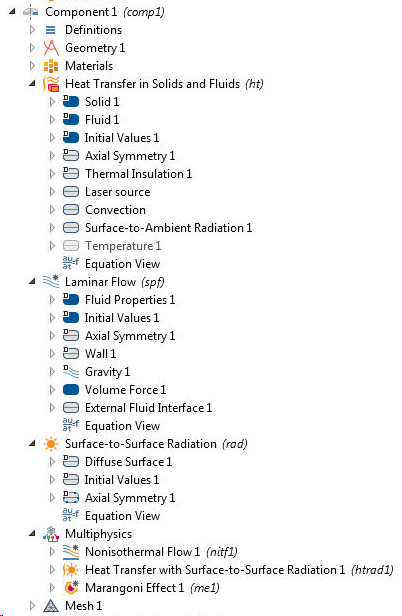 Component 1 (comp1)
Definitions
Geometry 1
Materials
Heat Transfer in Solids and Fluids (ht)
Solid 1
Fluid 1
Initial Values 1
Axial Symmetry 1
Thermal Insulation 1
Laser source
Convection
Surface-to-Ambient Radiation 1
Temperature 1
Equation View
Laminar Flow (spf)
Fluid Properties 1
Initial Values 1
Axial Symmetry 1
Wall 1
Gravity 1
Volume Force 1
External Fluid Interface 1
Equation View
Surface-to-Surface Radiation (rad)
Diffuse Surface 1
Initial Values 1
Axial Symmetry 1
Equation View
Multiphysics
Nonisothermal Flow 1 (nitf1)
Heat Transfer with Surface-to-Surface Radiation 1 (htrad1)
Marangoni Effect 1 (me1)
Mesh 1